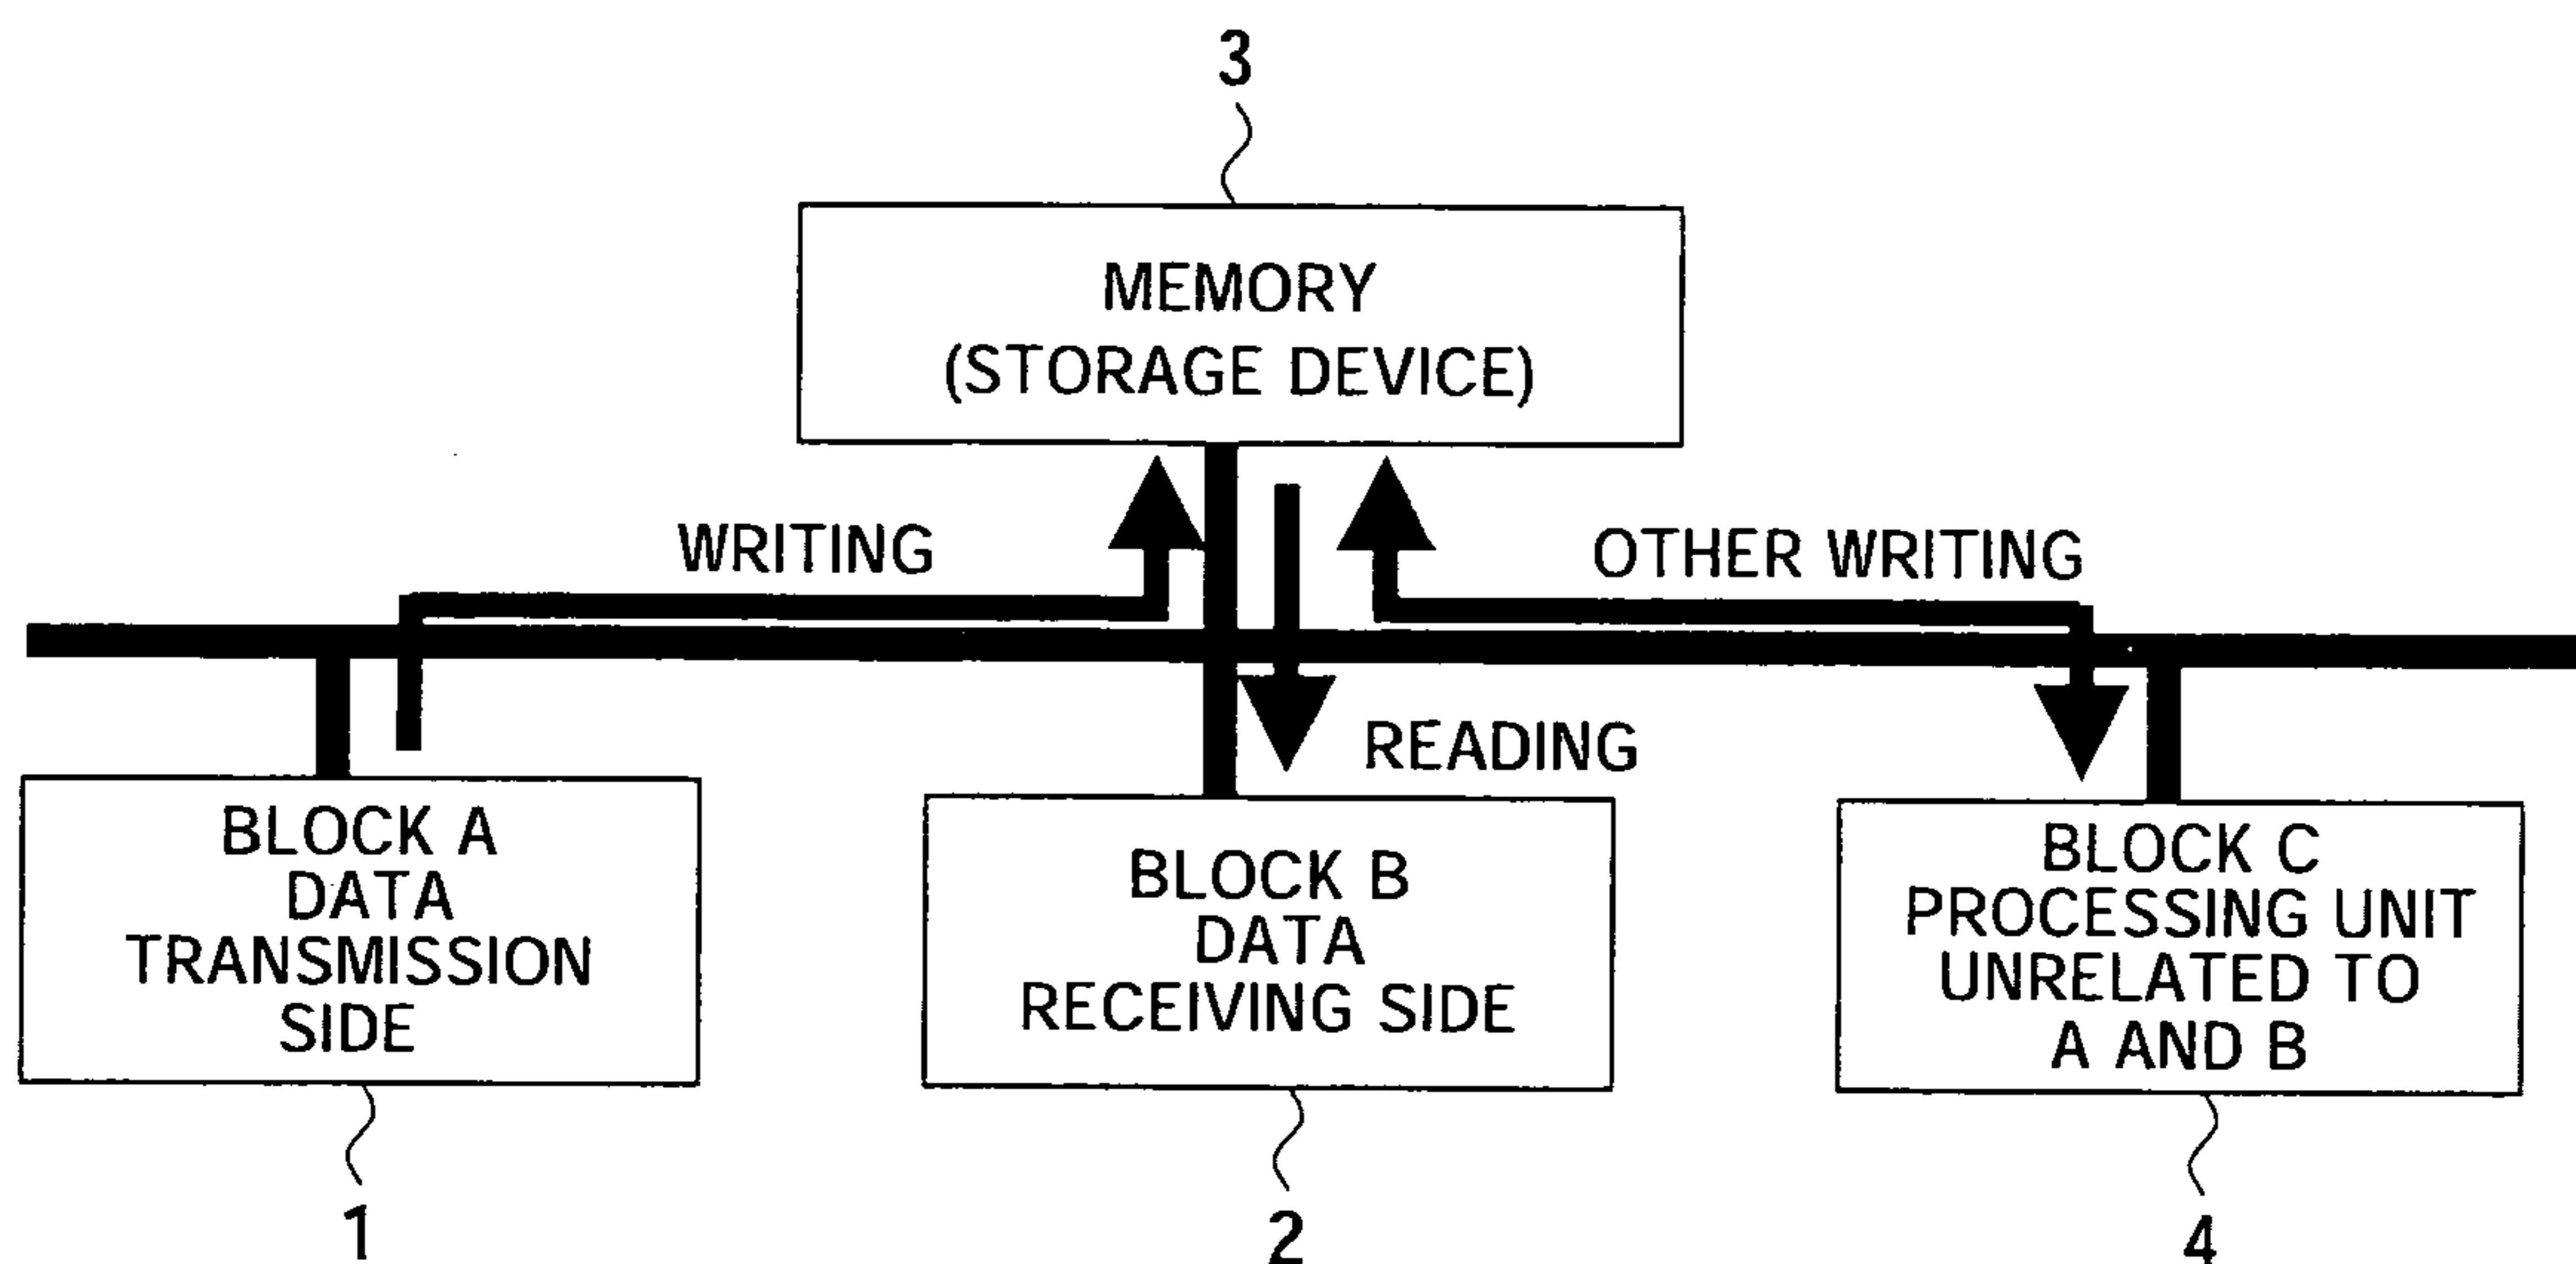 3
MEMORY
(STORAGE DEVICE)
WRITING
OTHER WRITING
READING
BLOCK A
DATA
TRANSMISSION
SIDE
BLOCK B
DATA
RECEIVING SIDE
BLOCK C
PROCESSING UNIT
UNRELATED TO
A AND B
1
2
4